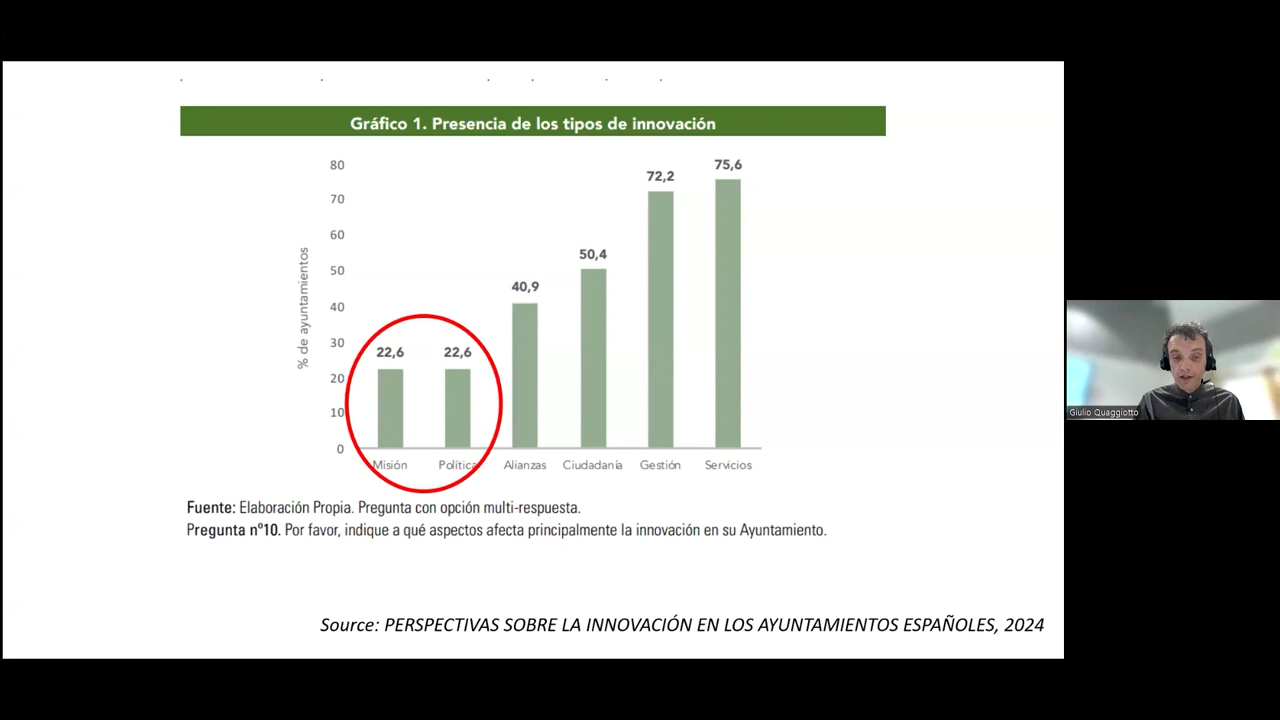 Gráfico 1. Presencia de los tipos de innovación
% de ayuntamientos
80
70
60
50
40
30
20
10
0
22,6
22,6
40,9
50,4
72,2
75,6
Misión
Política
Alianzas
Ciudadanía
Gestión
Servicios
Fuente: Elaboración Propia. Pregunta con opción multi-respuesta.
Pregunta nº10. Por favor, indique a qué aspectos afecta principalmente la innovación en su Ayuntamiento.
Source: PERSPECTIVAS SOBRE LA INNOVACIÓN EN LOS AYUNTAMIENTOS ESPAÑOLES, 2024
Giulio Quaggiotto